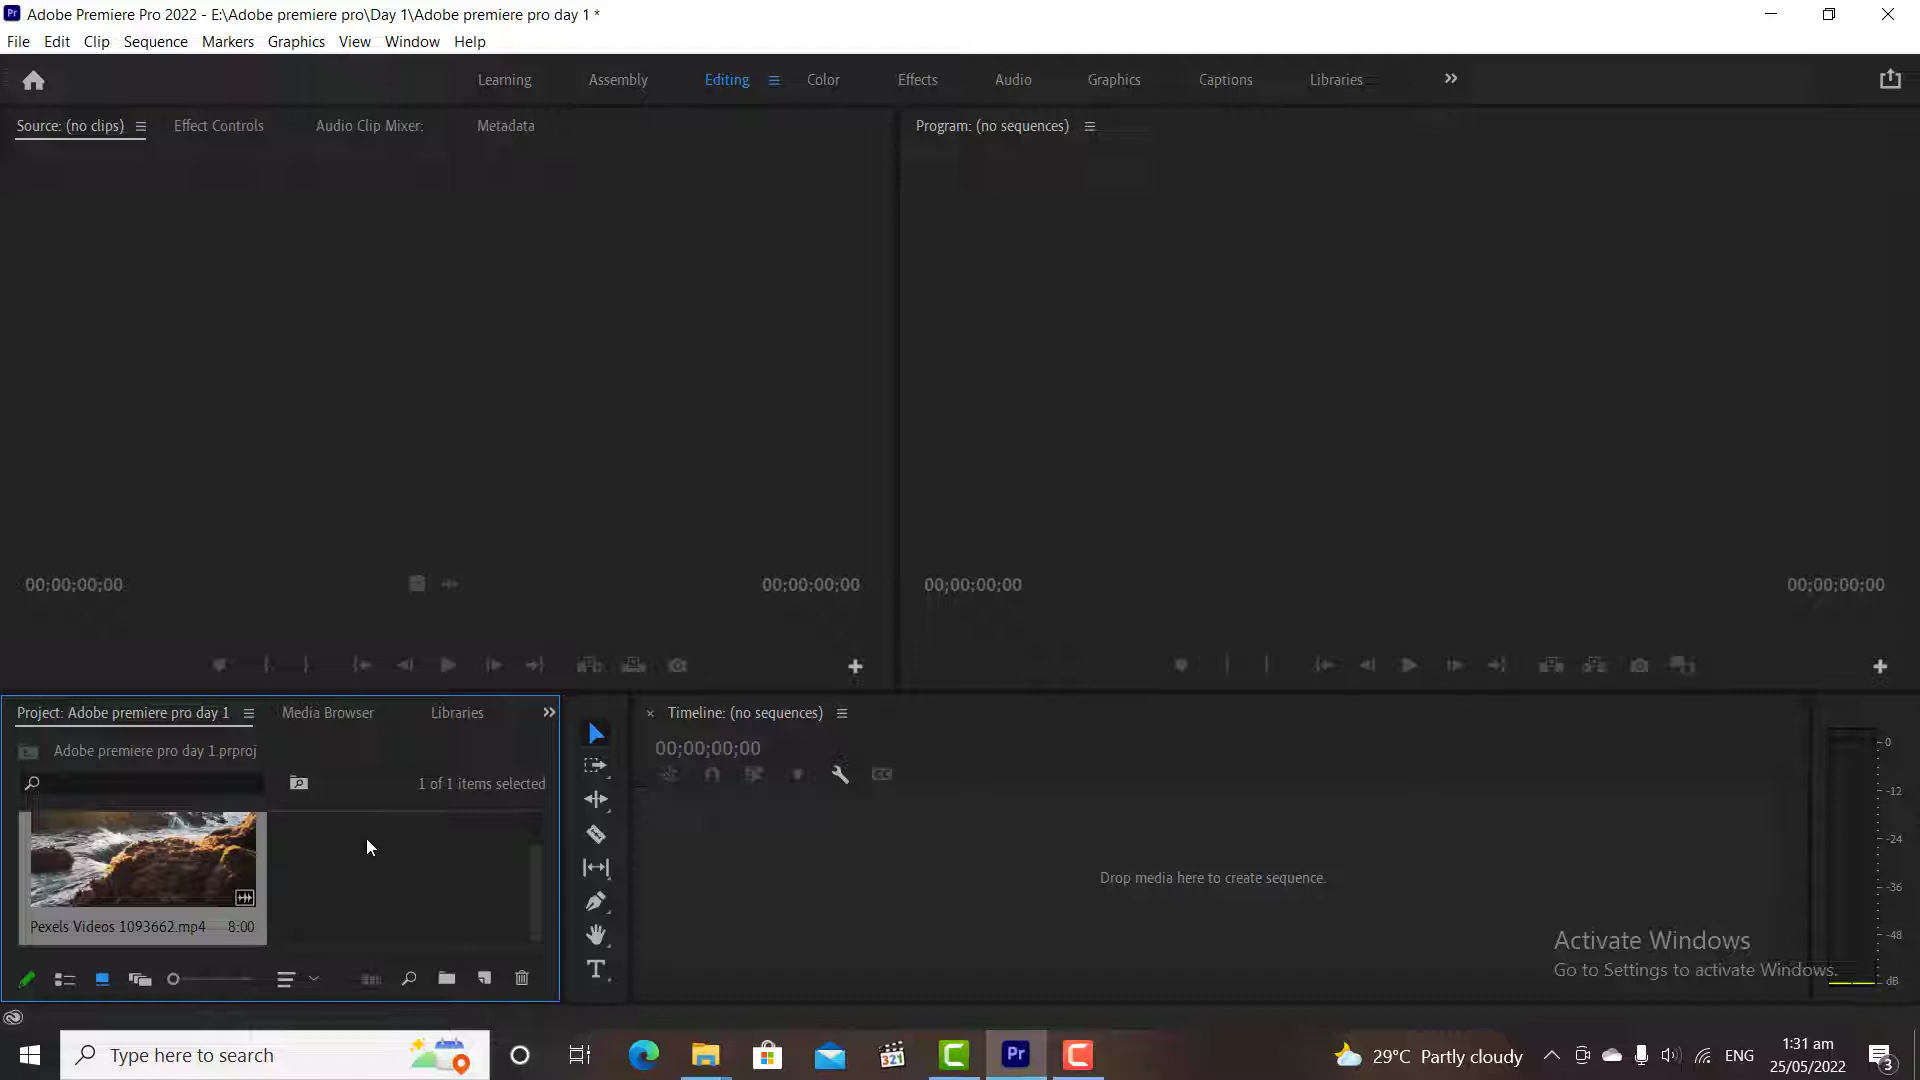 Pr Adobe Premiere Pro 2022 - E:\Adobe premiere pro\Day 1\Adobe premiere pro day 1 *
File Edit Clip Sequence Markers Graphics View Window Help
Learning Assembly Editing Color Effects Audio Graphics Captions Libraries
Source: (no clips) Effect Controls Audio Clip Mixer: Metadata
Program: (no sequences)
00;00;00;00 00;00;00;00
00;00;00;00 00;00;00;00
Project: Adobe premiere pro day 1 Media Browser Libraries
Adobe premiere pro day 1.prproj
1 of 1 items selected
Pexels Videos 1093662.mp4 8:00
Timeline: (no sequences)
00;00;00;00
Drop media here to create sequence.
0
-12
-24
-36
-48
dB
Activate Windows
Go to Settings to activate Windows.
Type here to search
321
Pr
29°C Partly cloudy
ENG
1:31 am
25/05/2022
3